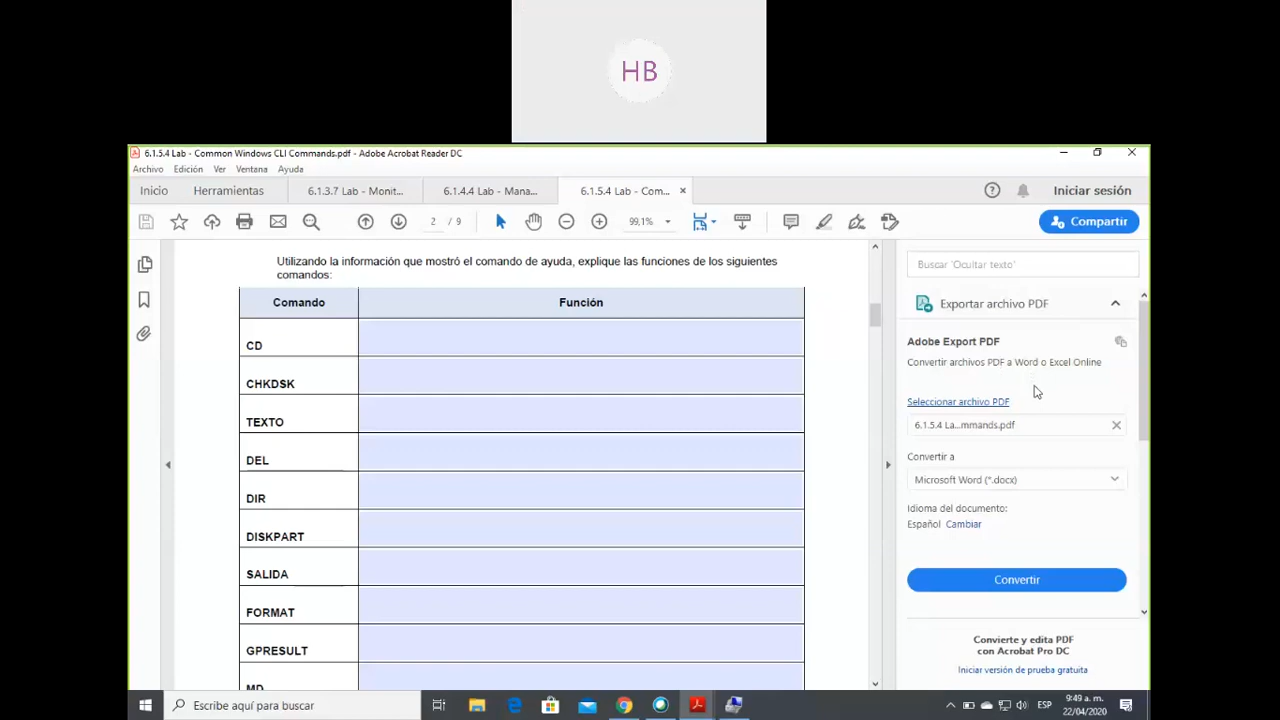 HB
6.1.5.4 Lab - Common Windows CLI Commands.pdf - Adobe Acrobat Reader DC
Archivo Edición Ver Ventana Ayuda
Inicio Herramientas 6.1.3.7 Lab - Monit... 6.1.4.4 Lab - Mana... 6.1.5.4 Lab - Com... Iniciar sesión
2 / 9 99,1% Compartir
Utilizando la información que mostró el comando de ayuda, explique las funciones de los siguientes
comandos:
Comando Función
CD
CHKDSK
TEXTO
DEL
DIR
DISKPART
SALIDA
FORMAT
GPRESULT
MD
Buscar 'Ocultar texto'
Exportar archivo PDF
Adobe Export PDF
Convertir archivos PDF a Word o Excel Online
Seleccionar archivo PDF
6.1.5.4 La...mmands.pdf
Convertir a
Microsoft Word (*.docx)
Idioma del documento:
Español Cambiar
Convertir
Convierte y edita PDF
con Acrobat Pro DC
Iniciar versión de prueba gratuita
Escribe aquí para buscar
ESP
9:49 a. m.
22/04/2020